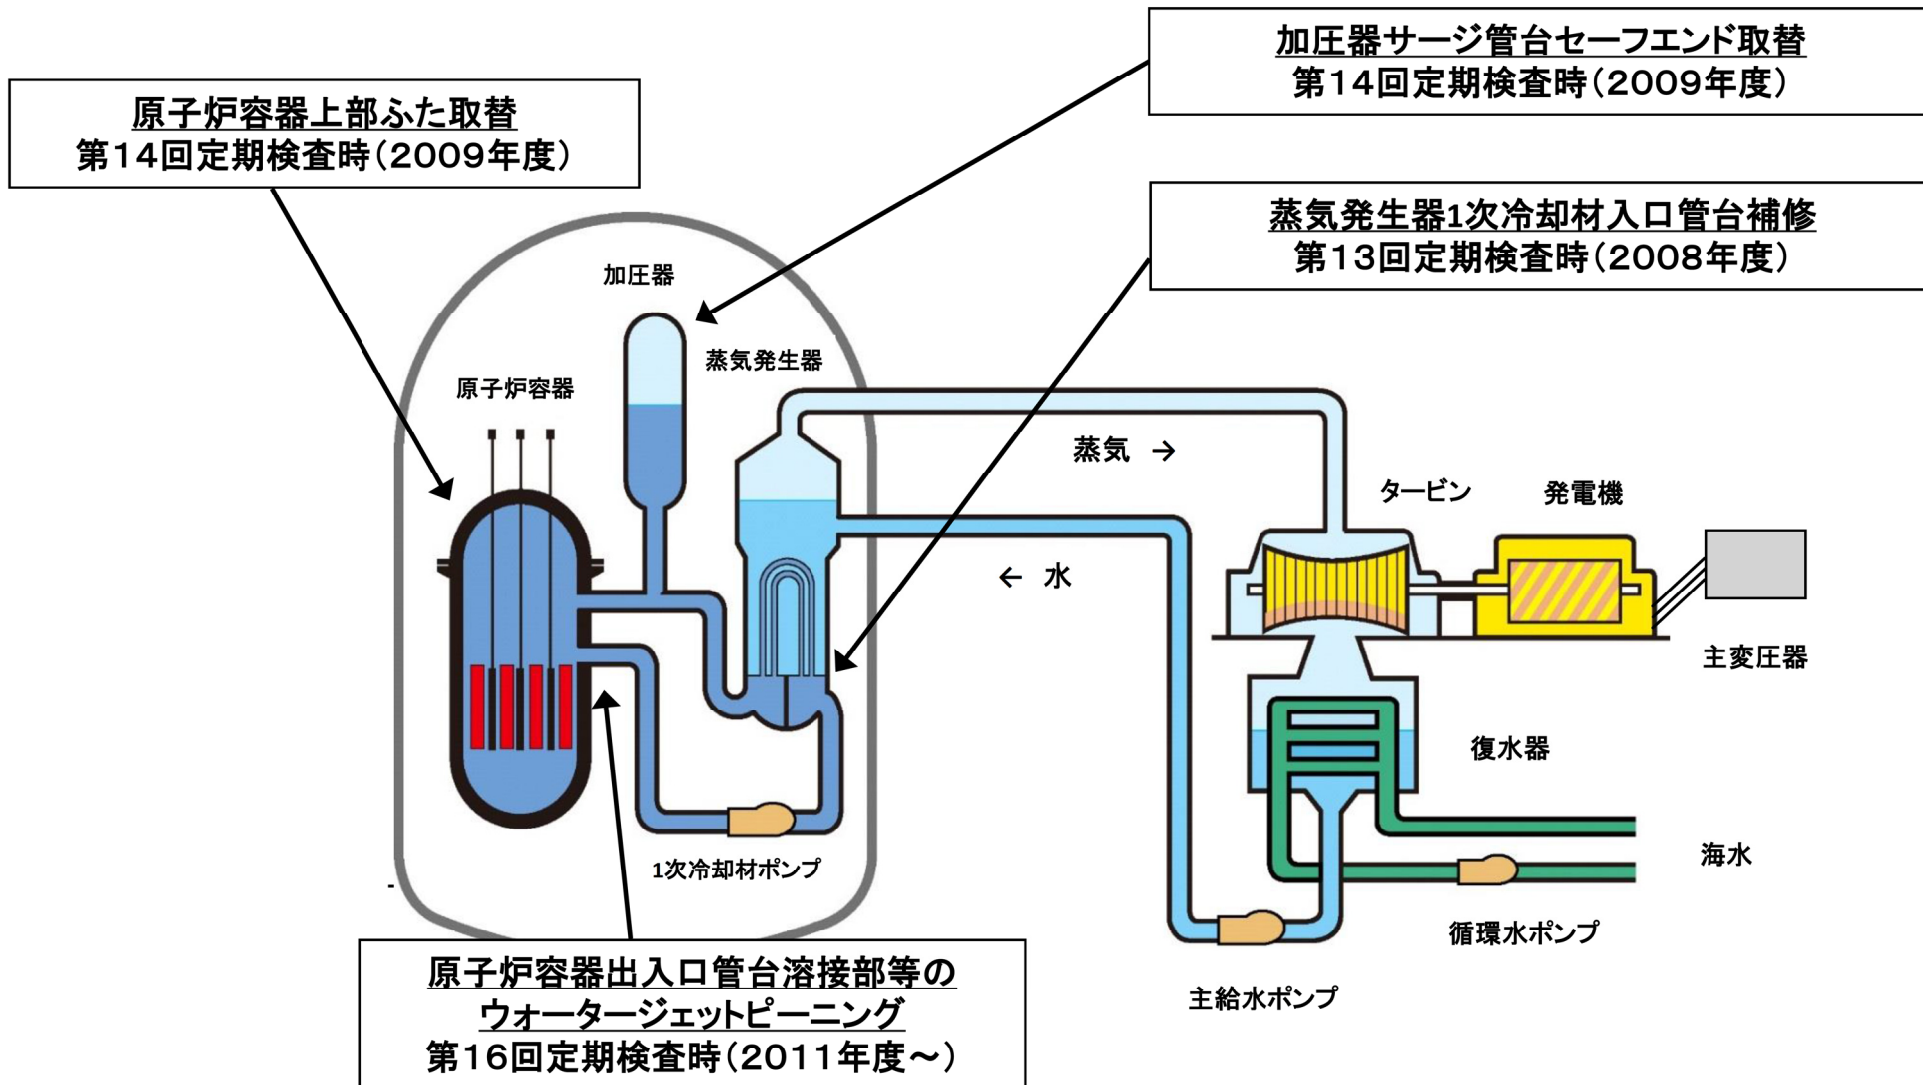 加圧器サージ管台セーフエンド取替
第14回定期検査時(2009年度)
原子炉容器上部ふた取替
第14回定期検査時(2009年度)
蒸気発生器1次冷却材入口管台補修
第13回定期検査時(2008年度)
加圧器
蒸気発生器
原子炉容器
蒸気 →
タービン
発電機
← 水
主変圧器
復水器
海水
1次冷却材ポンプ
循環水ポンプ
主給水ポンプ
原子炉容器出入口管台溶接部等の
ウォータージェットピーニング
第16回定期検査時(2011年度～)